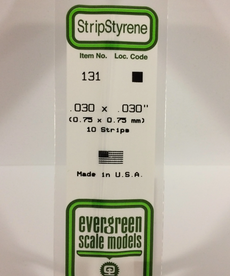 StripStyrene
Item No. Loc. Code
131
.030 x .030"
(0.75 x 0.75 mm)
10 Strips
Made in U.S.A.
evergreen
scale models